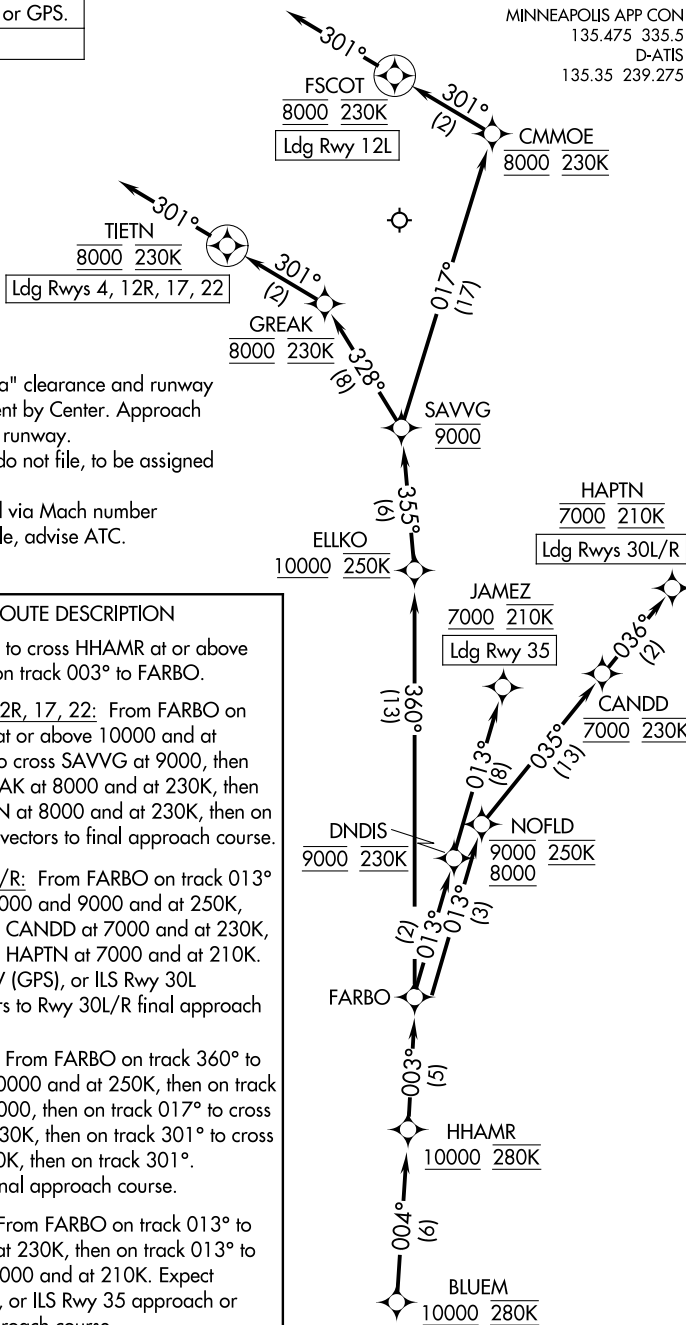 or GPS.
MINNEAPOLIS APP CON
135.475 335.5
D-ATIS
135.35 239.275
301°
FSCOT
8000 230K
Ldg Rwy 12L
301°
(2)
CMMOE
8000 230K
301°
TIETN
8000 230K
Ldg Rwys 4, 12R, 17, 22
301°
(2)
GREAK
8000 230K
017°
(17)
328°
(8)
SAVVG
9000
a" clearance and runway
ent by Center. Approach
runway.
do not file, to be assigned
d via Mach number
le, advise ATC.
355°
(6)
ELLKO
10000 250K
HAPTN
7000 210K
Ldg Rwys 30L/R
JAMEZ
7000 210K
Ldg Rwy 35
036°
(2)
CANDD
7000 230K
360°
(13)
013°
(8)
035°
(13)
DNDIS
9000 230K
NOFLD
9000 250K
8000
(2)
013°
013°
(3)
FARBO
003°
(5)
HHAMR
10000 280K
004°
(6)
BLUEM
10000 280K
OUTE DESCRIPTION
to cross HHAMR at or above
on track 003° to FARBO.
2R, 17, 22: From FARBO on
at or above 10000 and at
o cross SAVVG at 9000, then
AK at 8000 and at 230K, then
N at 8000 and at 230K, then on
vectors to final approach course.
/R: From FARBO on track 013°
000 and 9000 and at 250K,
CANDD at 7000 and at 230K,
HAPTN at 7000 and at 210K.
V (GPS), or ILS Rwy 30L
rs to Rwy 30L/R final approach
From FARBO on track 360° to
0000 and at 250K, then on track
000, then on track 017° to cross
30K, then on track 301° to cross
0K, then on track 301°.
nal approach course.
From FARBO on track 013° to
at 230K, then on track 013° to
000 and at 210K. Expect
, or ILS Rwy 35 approach or
roach course.